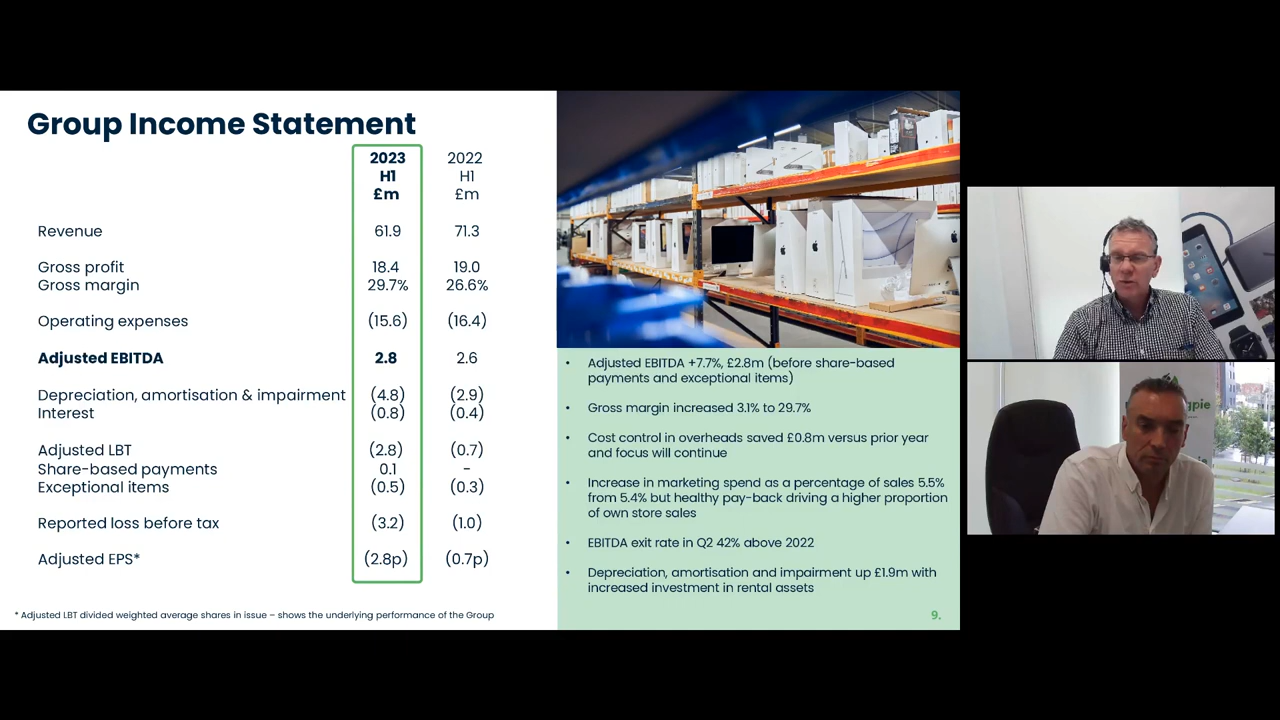 Group Income Statement
2023 2022
H1 H1
£m £m
Revenue 61.9 71.3
Gross profit 18.4 19.0
Gross margin 29.7% 26.6%
Operating expenses (15.6) (16.4)
Adjusted EBITDA 2.8 2.6
Depreciation, amortisation & impairment (4.8) (2.9)
Interest (0.8) (0.4)
Adjusted LBT (2.8) (0.7)
Share-based payments 0.1 -
Exceptional items (0.5) (0.3)
Reported loss before tax (3.2) (1.0)
Adjusted EPS* (2.8p) (0.7p)
* Adjusted LBT divided weighted average shares in issue – shows the underlying performance of the Group
• Adjusted EBITDA +7.7%, £2.8m (before share-based
payments and exceptional items)
• Gross margin increased 3.1% to 29.7%
• Cost control in overheads saved £0.8m versus prior year
and focus will continue
• Increase in marketing spend as a percentage of sales 5.5%
from 5.4% but healthy pay-back driving a higher proportion
of own store sales
• EBITDA exit rate in Q2 42% above 2022
• Depreciation, amortisation and impairment up £1.9m with
increased investment in rental assets
9.